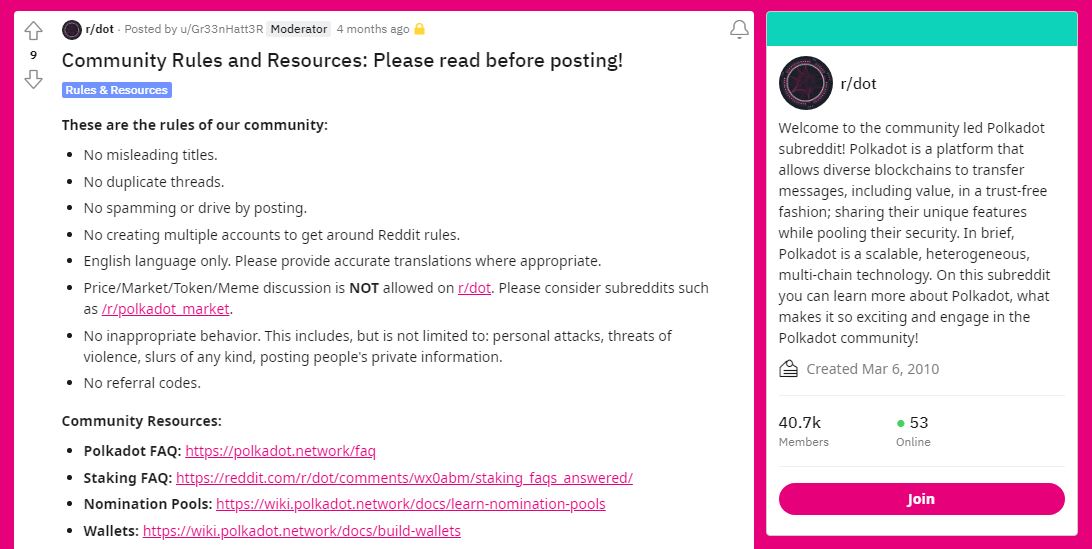 r/dot · Posted by u/Gr33nHatt3R Moderator 4 months ago
9
Community Rules and Resources: Please read before posting!
Rules & Resources
These are the rules of our community:
• No misleading titles.
• No duplicate threads.
• No spamming or drive by posting.
• No creating multiple accounts to get around Reddit rules.
• English language only. Please provide accurate translations where appropriate.
• Price/Market/Token/Meme discussion is NOT allowed on r/dot. Please consider subreddits such
as /r/polkadot_market.
• No inappropriate behavior. This includes, but is not limited to: personal attacks, threats of
violence, slurs of any kind, posting people's private information.
• No referral codes.
Community Resources:
• Polkadot FAQ: https://polkadot.network/faq
• Staking FAQ: https://reddit.com/r/dot/comments/wx0abm/staking_faqs_answered/
• Nomination Pools: https://wiki.polkadot.network/docs/learn-nomination-pools
• Wallets: https://wiki.polkadot.network/docs/build-wallets
r/dot
Welcome to the community led Polkadot
subreddit! Polkadot is a platform that
allows diverse blockchains to transfer
messages, including value, in a trust-free
fashion; sharing their unique features
while pooling their security. In brief,
Polkadot is a scalable, heterogeneous,
multi-chain technology. On this subreddit
you can learn more about Polkadot, what
makes it so exciting and engage in the
Polkadot community!
Created Mar 6, 2010
40.7k 53
Members Online
Join